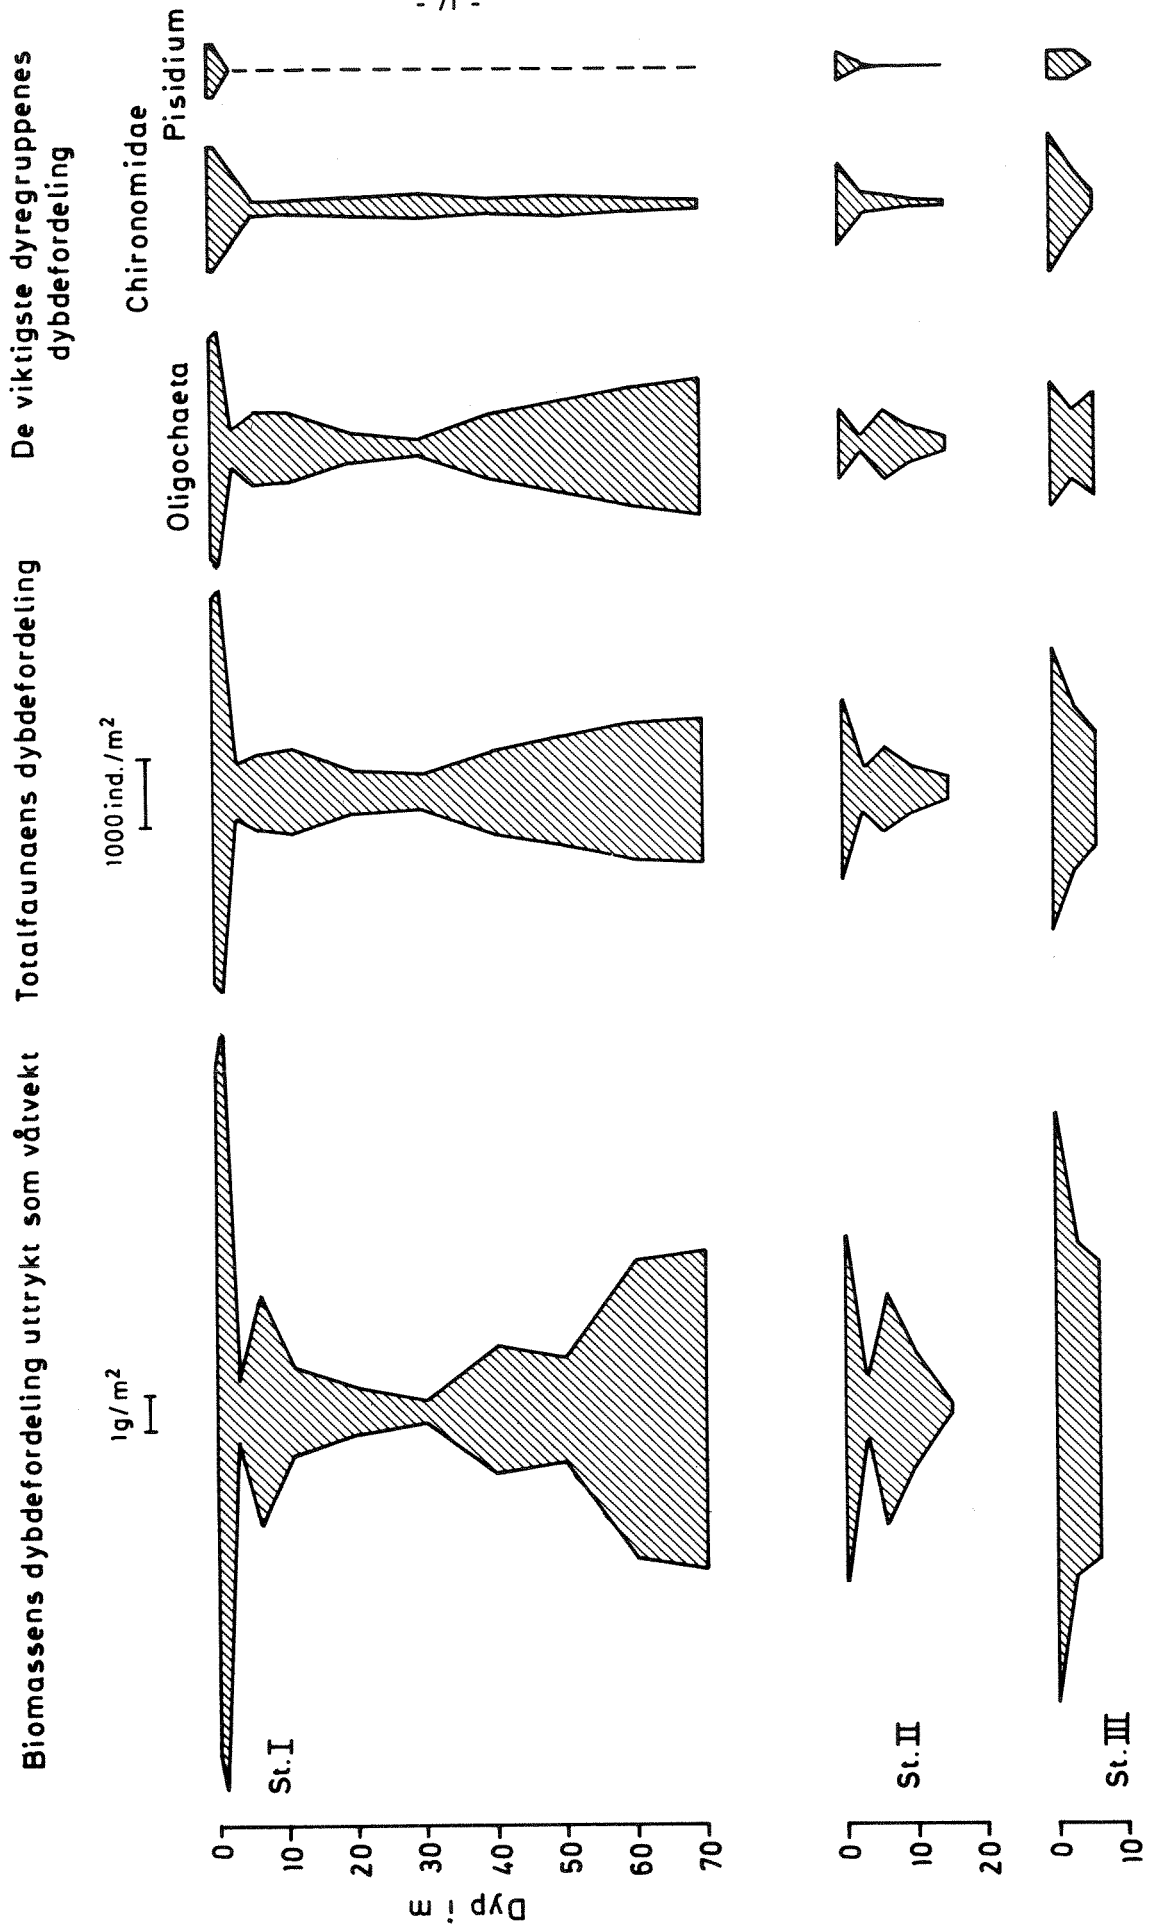 Biomassens dybdefordeling uttrykt som våtvekt
Totalfaunaens dybdefordeling
De viktigste dyregruppenes
dybdefordeling
1g/m²
1000 ind./m²
Oligochaeta
Chironomidae
Pisidium
Dyp i m
0
10
20
30
40
50
60
70
St. I
0
10
20
St. II
0
10
St. III